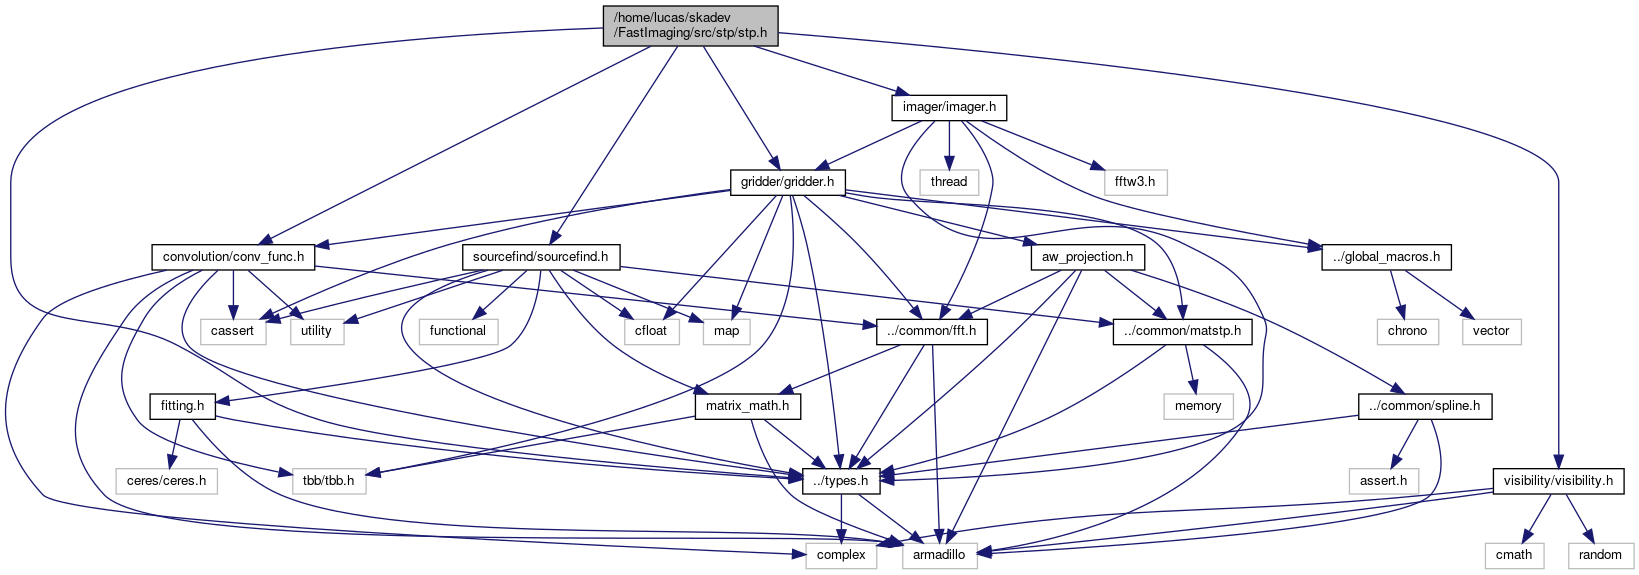 /home/lucas/skadev
/FastImaging/src/stp/stp.h
imager/imager.h
gridder/gridder.h
thread
fftw3.h
convolution/conv_func.h
sourcefind/sourcefind.h
aw_projection.h
../global_macros.h
cassert
utility
functional
cfloat
map
../common/fft.h
../common/matstp.h
chrono
vector
fitting.h
matrix_math.h
memory
../common/spline.h
ceres/ceres.h
tbb/tbb.h
../types.h
assert.h
visibility/visibility.h
complex
armadillo
cmath
random